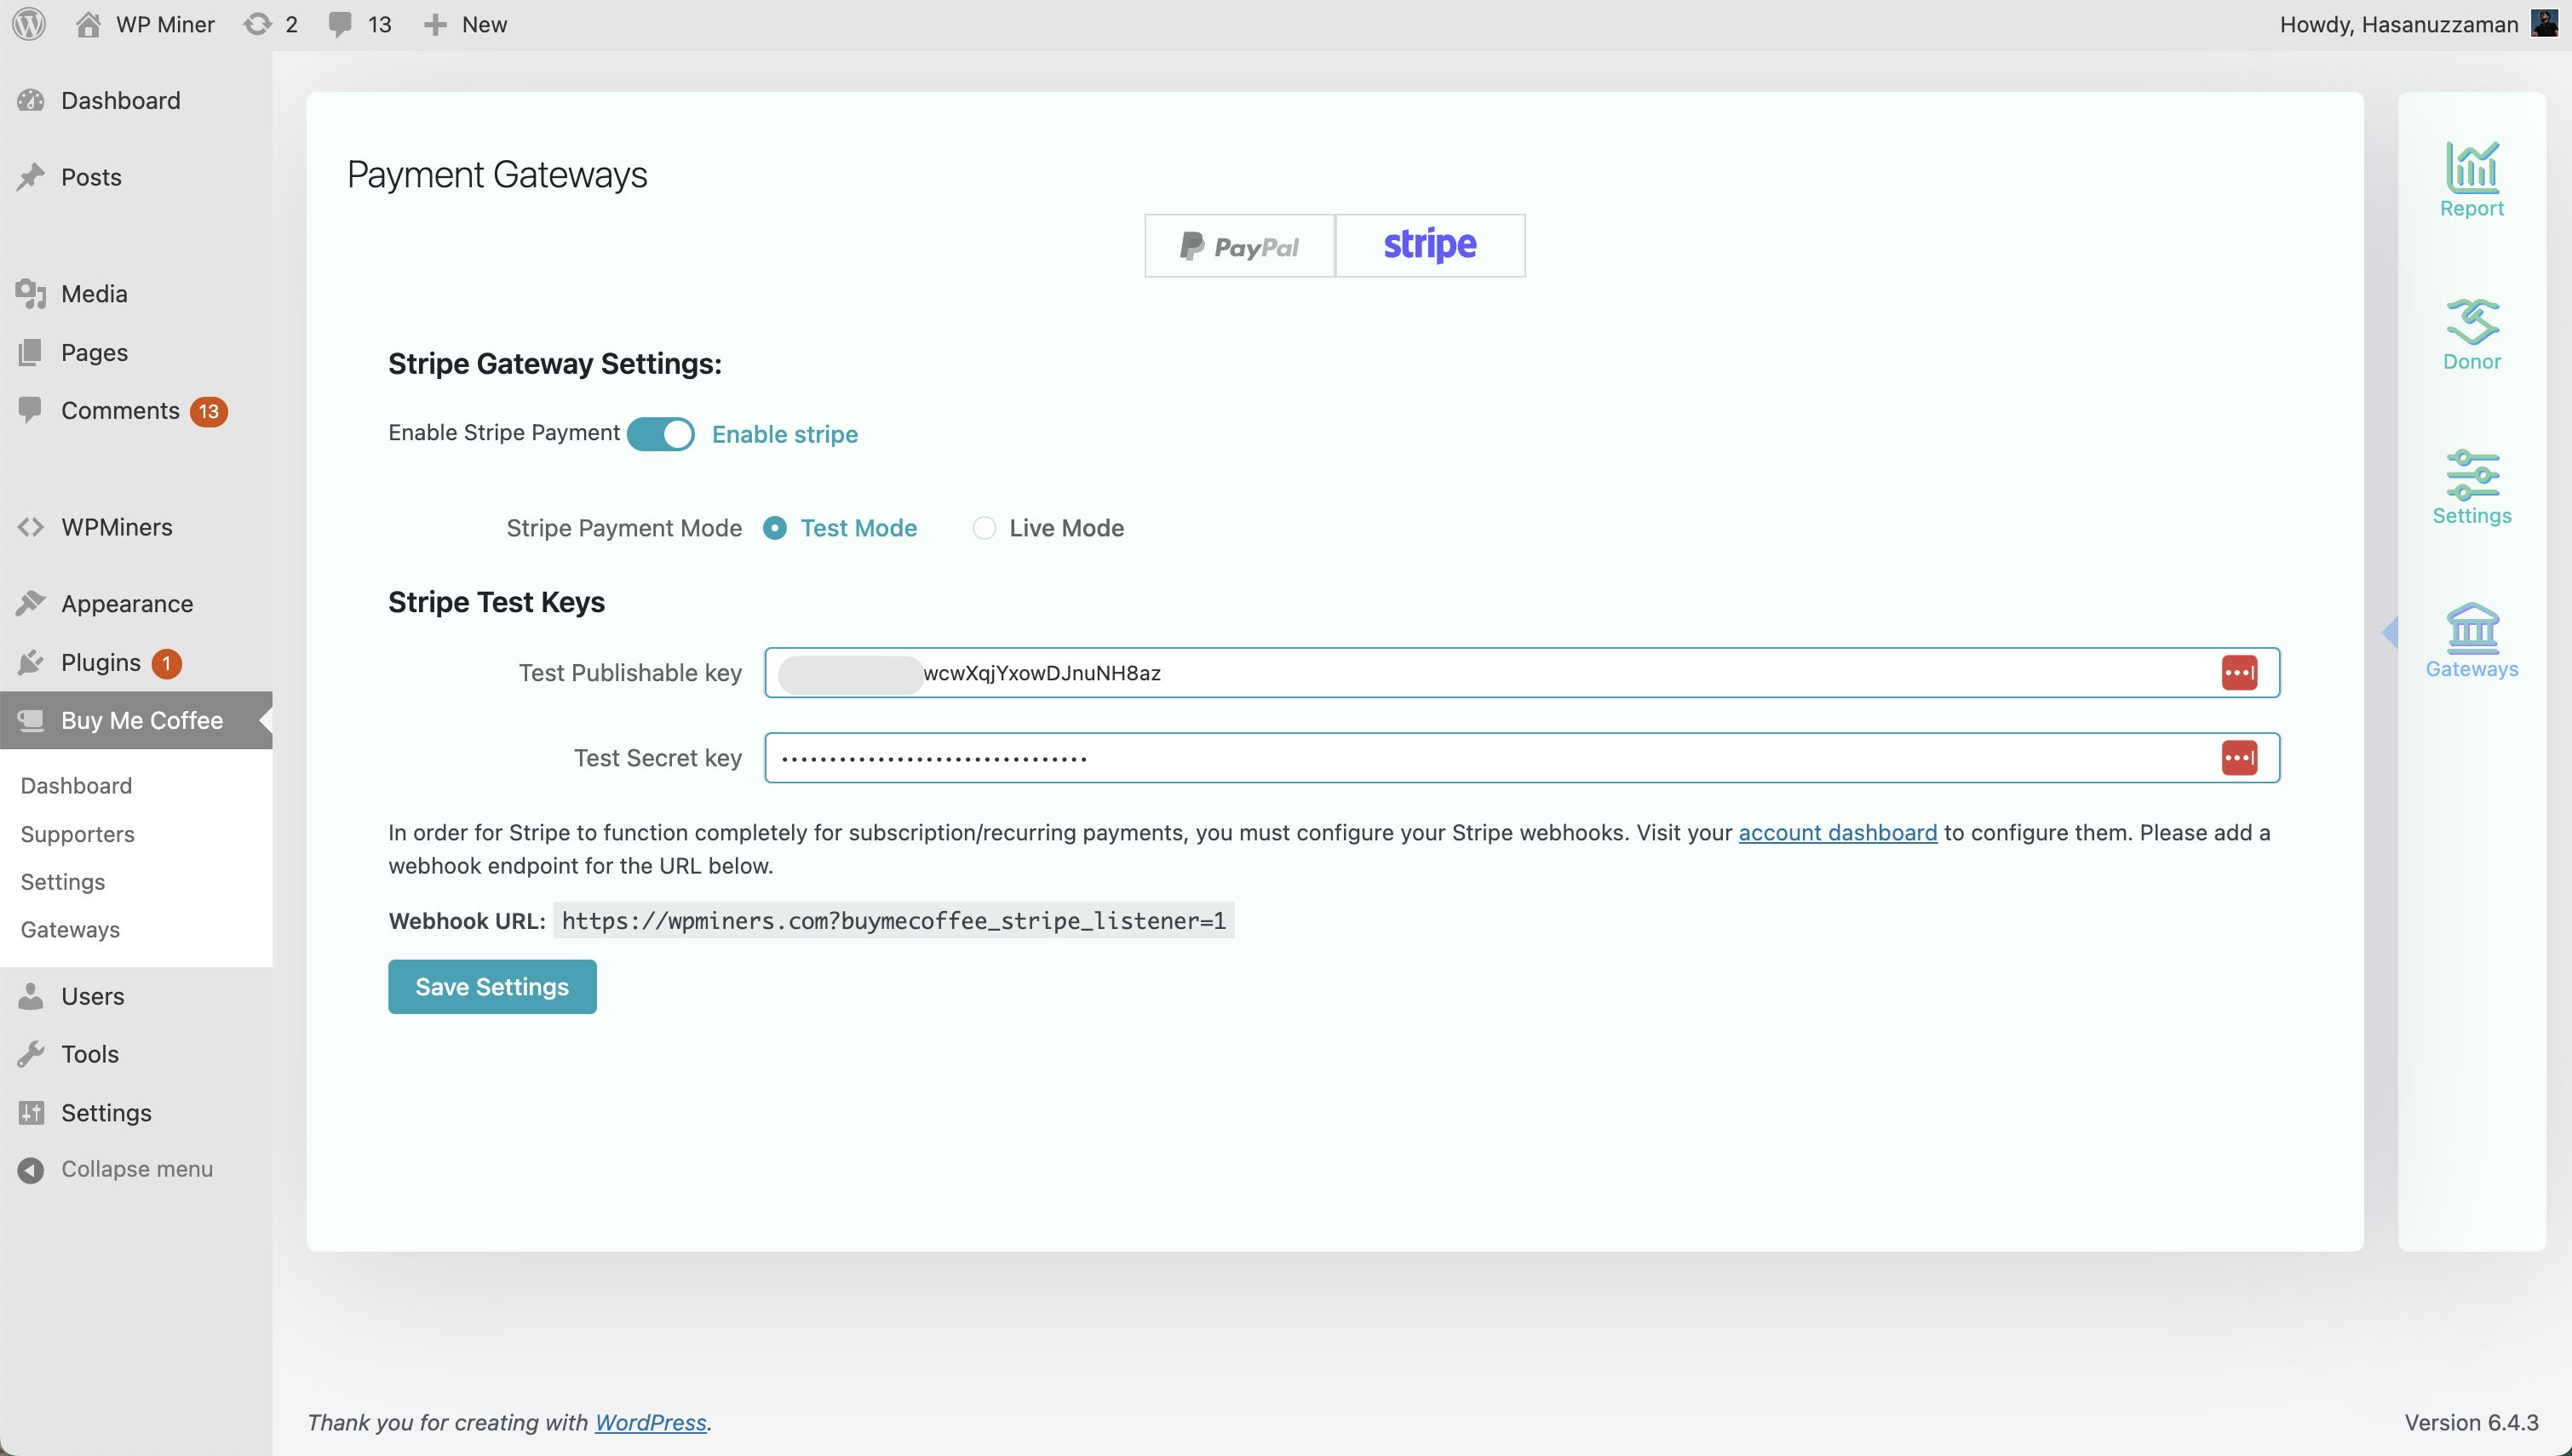 WP Miner 2 13 New
Howdy, Hasanuzzaman
Dashboard
Posts
Media
Pages
Comments 13
WPMiners
Appearance
Plugins 1
Buy Me Coffee
Dashboard
Supporters
Settings
Gateways
Users
Tools
Settings
Collapse menu
Payment Gateways
PayPal
stripe
Stripe Gateway Settings:
Enable Stripe Payment Enable stripe
Stripe Payment Mode Test Mode Live Mode
Stripe Test Keys
Test Publishable key wcwXqjYxowDJnuNH8az
Test Secret key ••••••••••••••••••••••••••••••••
In order for Stripe to function completely for subscription/recurring payments, you must configure your Stripe webhooks. Visit your account dashboard to configure them. Please add a
webhook endpoint for the URL below.
Webhook URL: https://wpminers.com?buymecoffee_stripe_listener=1
Save Settings
Report
Donor
Settings
Gateways
Thank you for creating with WordPress.
Version 6.4.3